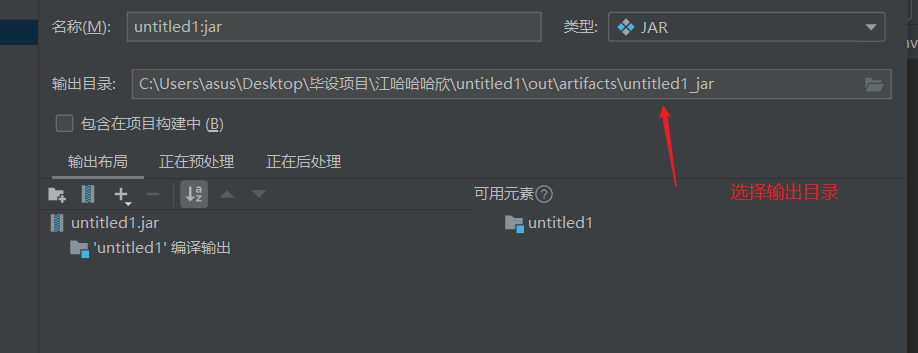 名称(M): untitled1:jar 类型: JAR
av
输出目录: C:\Users\asus\Desktop\毕设项目\江哈哈哈欣\untitled1\out\artifacts\untitled1_jar
包含在项目构建中 (B)
输出布局 正在预处理 正在后处理
选择输出目录
可用元素?
untitled1.jar untitled1
'untitled1' 编译输出